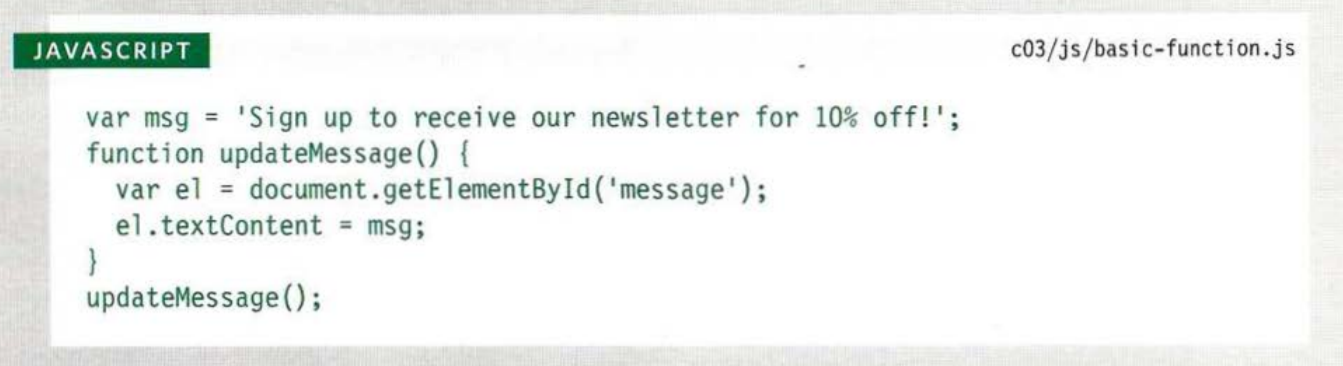 JAVASCRIPT c03/js/basic-function.js
var msg = 'Sign up to receive our newsletter for 10% off!';
function updateMessage() {
  var el = document.getElementById('message');
  el.textContent = msg;
}
updateMessage();